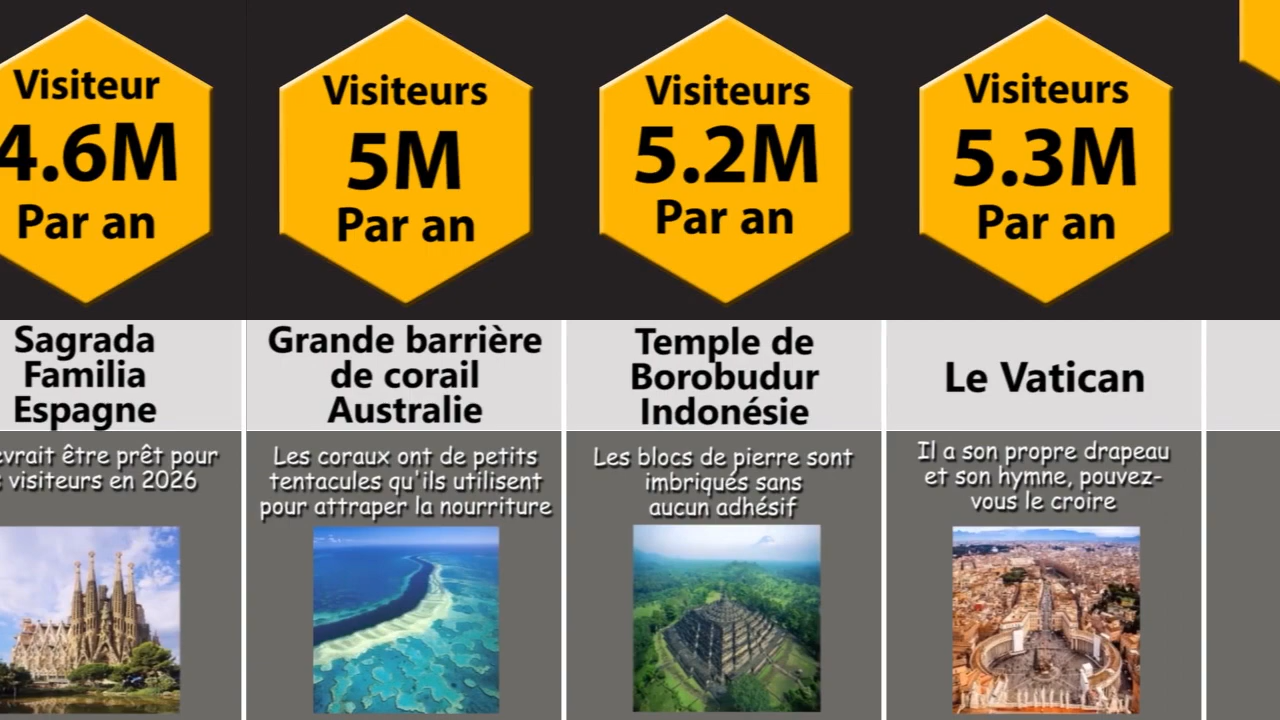 Visiteur
4.6M
Par an
Sagrada
Familia
Espagne
être prêt pour
visiteurs en 2026
Visiteurs
5M
Par an
Grande barrière
de corail
Australie
Les coraux ont de petits
tentacules qu'ils utilisent
pour attraper la nourriture
Visiteurs
5.2M
Par an
Temple de
Borobudur
Indonésie
Les blocs de pierre sont
imbriqués sans
aucun adhésif
Visiteurs
5.3M
Par an
Le Vatican
Il a son propre drapeau
et son hymne, pouvez-
vous le croire